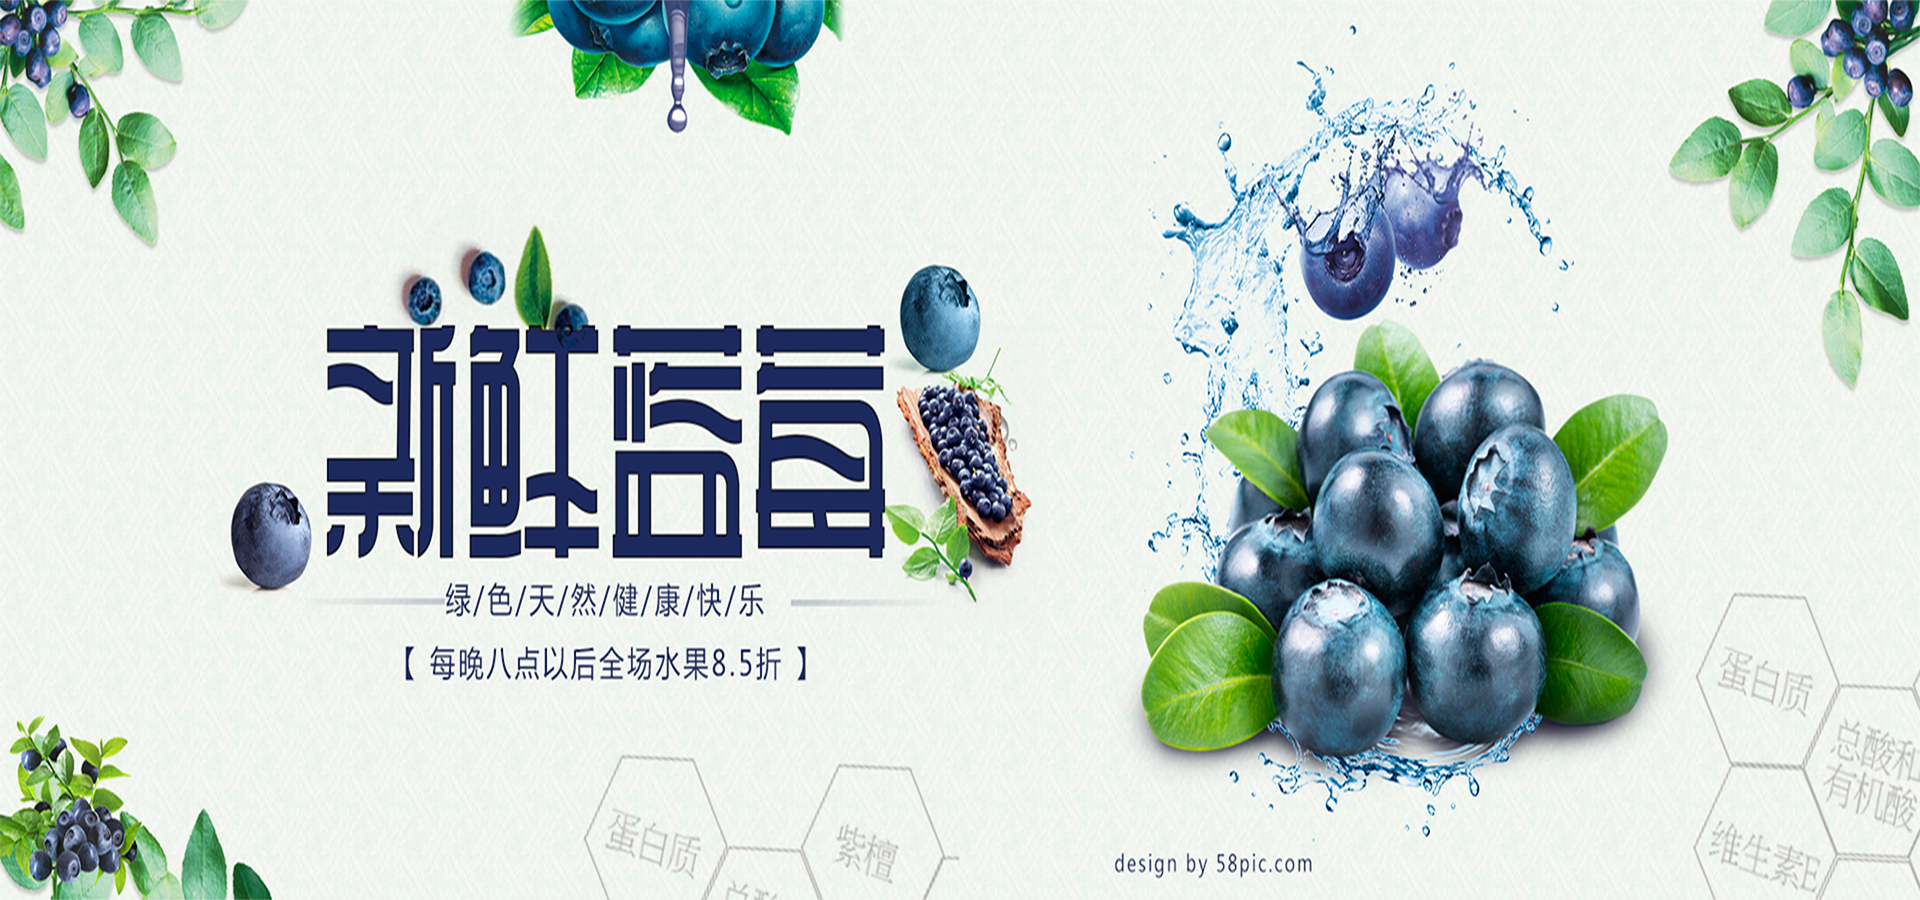 新鲜蓝莓
绿/色/天/然/健/康/快/乐
【 每晚八点以后全场水果8.5折 】
蛋白质
总酸和
有机酸
维生素E
蛋白质
紫檀
总酸
design by 58pic.com